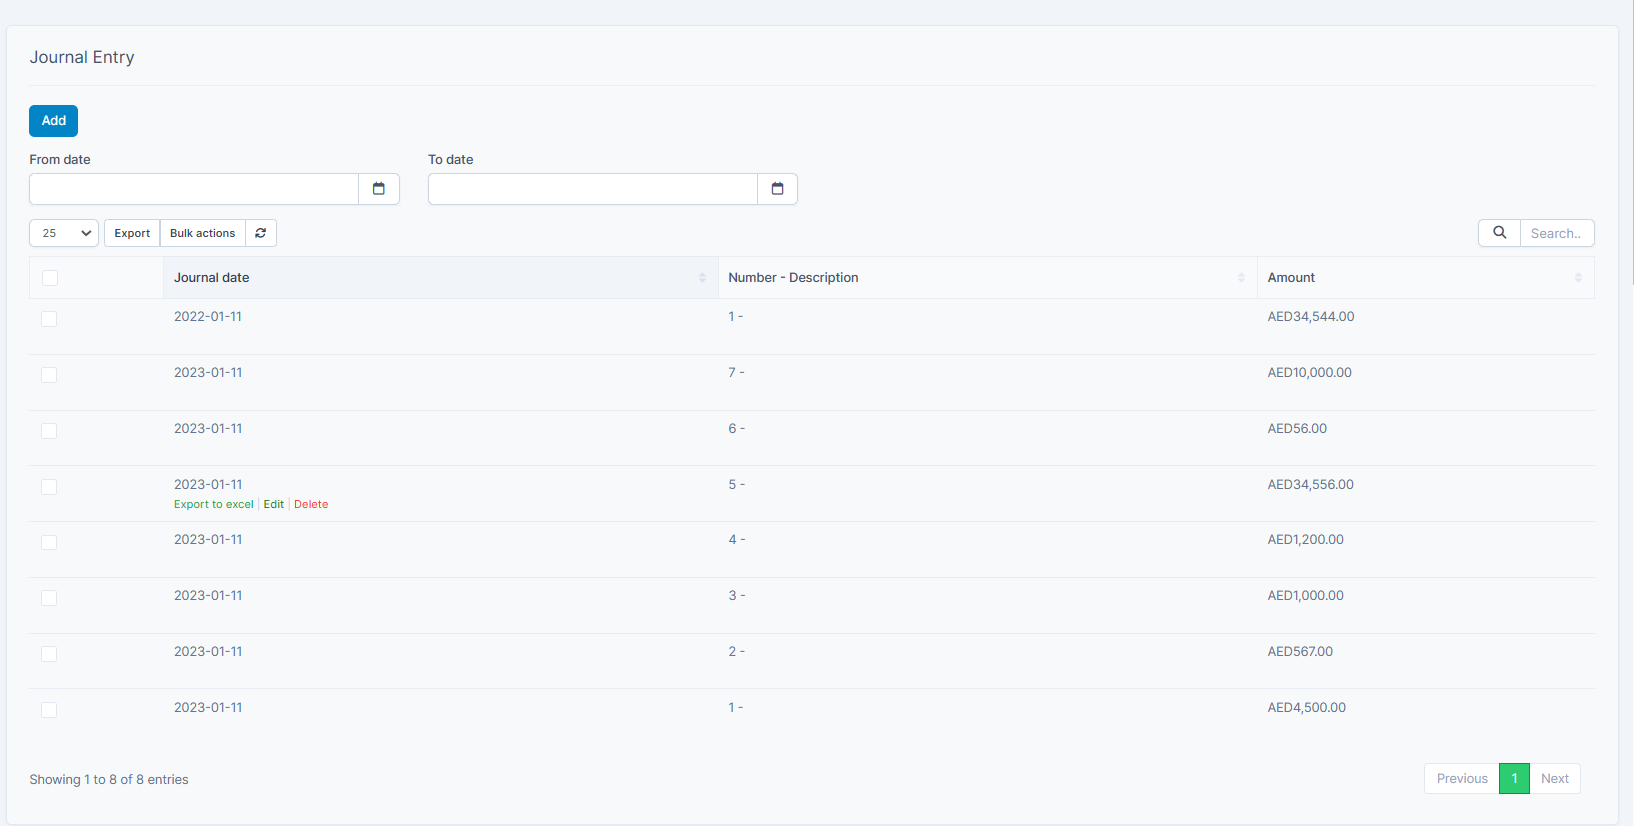 Journal Entry
Add
From date To date
25 Export Bulk actions Search..
Journal date Number - Description Amount
2022-01-11 1 - AED34,544.00
2023-01-11 7 - AED10,000.00
2023-01-11 6 - AED56.00
2023-01-11 5 - AED34,556.00
Export to excel | Edit | Delete
2023-01-11 4 - AED1,200.00
2023-01-11 3 - AED1,000.00
2023-01-11 2 - AED567.00
2023-01-11 1 - AED4,500.00
Showing 1 to 8 of 8 entries Previous 1 Next